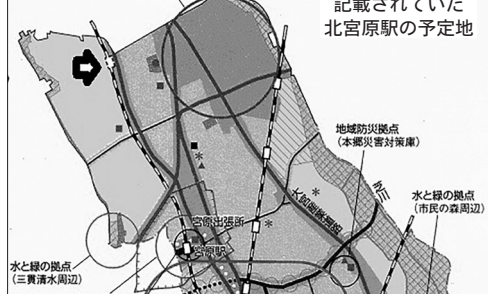 記載されていた
北宮原駅の予定地
地域防災拠点
(本郷災害対策庫)
芝川
水と緑の拠点
(市民の森周辺)
宮原出張所
宮原駅
水と緑の拠点
(三貫清水周辺)